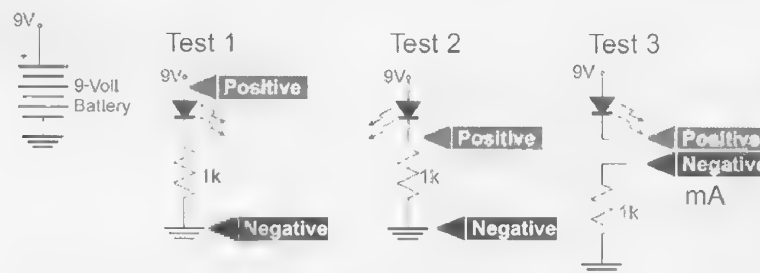 9V
9-Volt
Battery
Test 1
9V
Positive
1k
Negative
Test 2
9V
Positive
1k
Negative
Test 3
9V
Positive
Negative
mA
1k